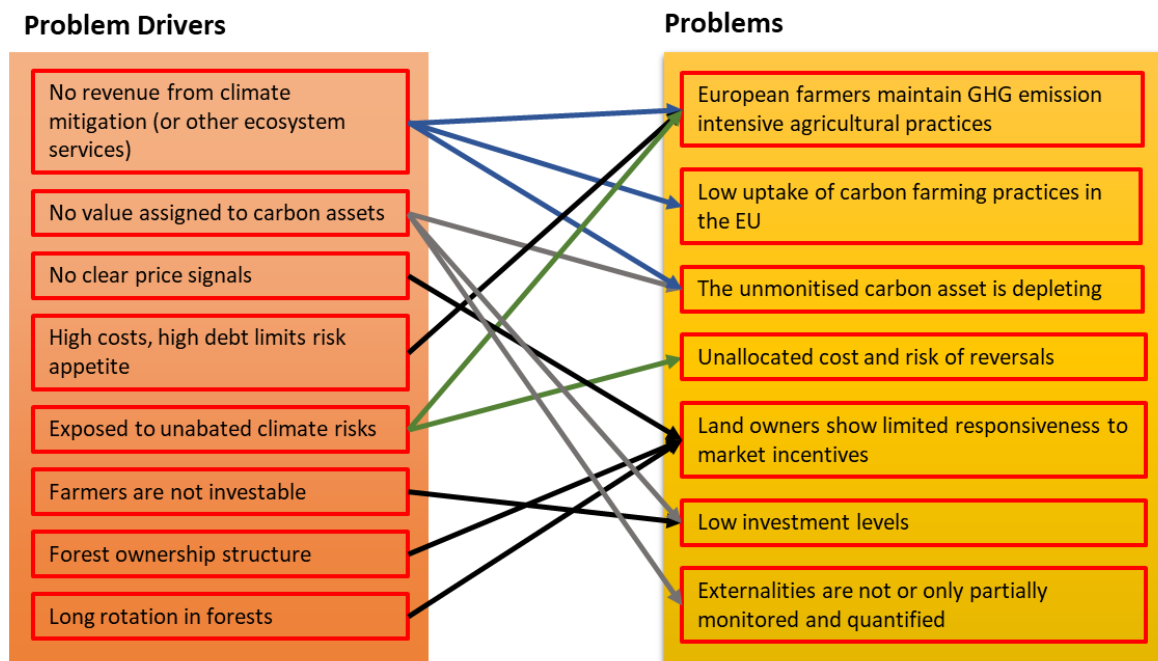 Problem Drivers
No revenue from climate
mitigation (or other ecosystem
services)
No value assigned to carbon assets
No clear price signals
High costs, high debt limits risk
appetite
Exposed to unabated climate risks
Farmers are not investable
Forest ownership structure
Long rotation in forests
Problems
European farmers maintain GHG emission
intensive agricultural practices
Low uptake of carbon farming practices in
the EU
The unmonitised carbon asset is depleting
Unallocated cost and risk of reversals
Land owners show limited responsiveness to
market incentives
Low investment levels
Externalities are not or only partially
monitored and quantified